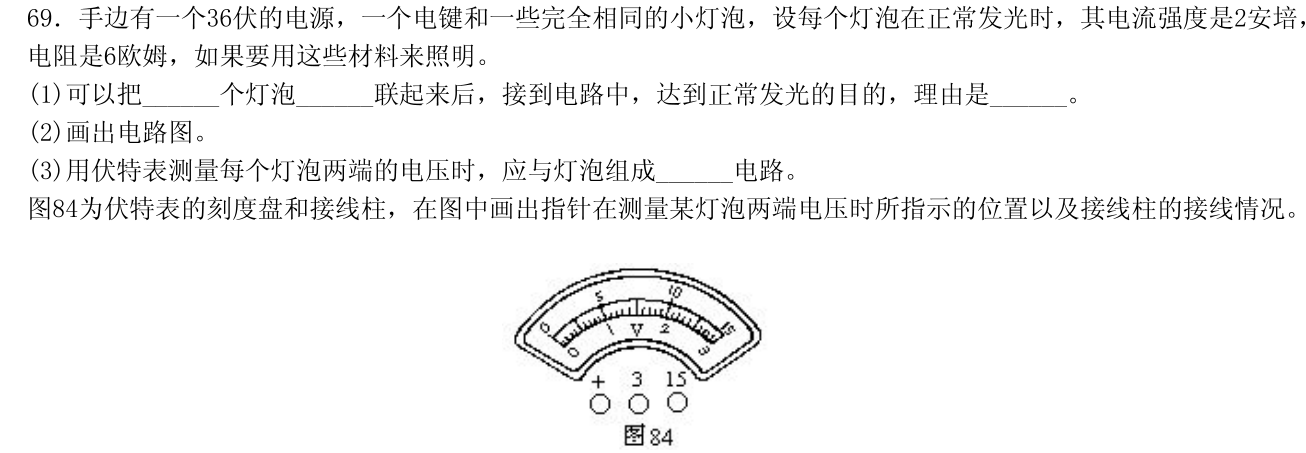 69．手边有一个36伏的电源，一个电键和一些完全相同的小灯泡，设每个灯泡在正常发光时，其电流强度是2安培，
电阻是6欧姆，如果要用这些材料来照明。
(1)可以把______个灯泡______联起来后，接到电路中，达到正常发光的目的，理由是______。
(2)画出电路图。
(3)用伏特表测量每个灯泡两端的电压时，应与灯泡组成______电路。
图84为伏特表的刻度盘和接线柱，在图中画出指针在测量某灯泡两端电压时所指示的位置以及接线柱的接线情况。
0 5 10 15
0 1 V 2 3
+ 3 15
图84